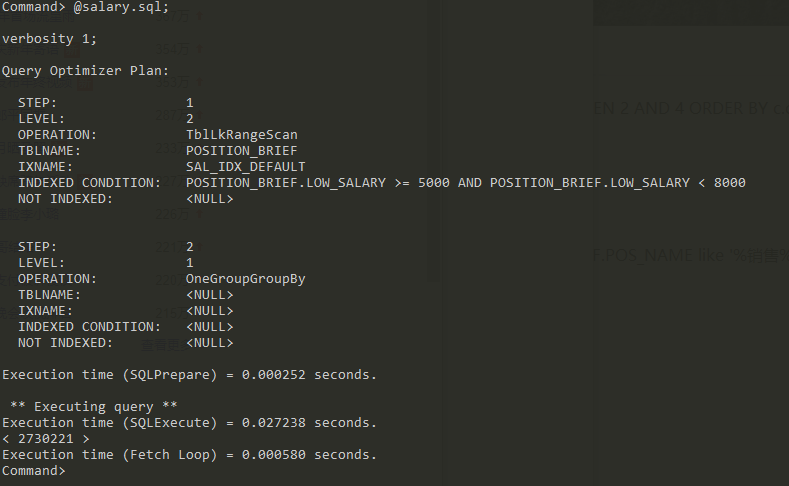 Command> @salary.sql;
verbosity 1;
Query Optimizer Plan:
STEP: 1
LEVEL: 2
OPERATION: TblLkRangeScan
TBLNAME: POSITION_BRIEF
IXNAME: SAL_IDX_DEFAULT
INDEXED CONDITION: POSITION_BRIEF.LOW_SALARY >= 5000 AND POSITION_BRIEF.LOW_SALARY < 8000
NOT INDEXED: <NULL>
STEP: 2
LEVEL: 1
OPERATION: OneGroupGroupBy
TBLNAME: <NULL>
IXNAME: <NULL>
INDEXED CONDITION: <NULL>
NOT INDEXED: <NULL>
Execution time (SQLPrepare) = 0.000252 seconds.
** Executing query **
Execution time (SQLExecute) = 0.027238 seconds.
< 2730221 >
Execution time (Fetch Loop) = 0.000580 seconds.
Command>
EN 2 AND 4 ORDER BY
F.POS_NAME like '%销售%